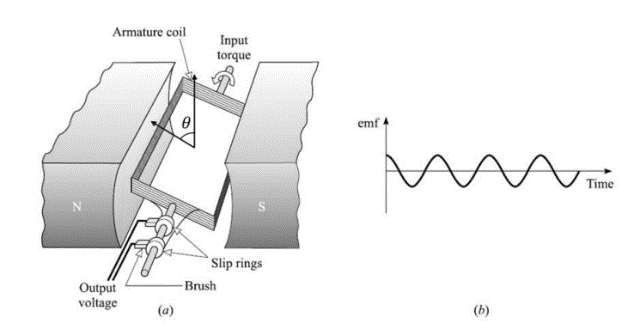 Armature coil
Input
torque
θ
N
S
Slip rings
Output
voltage
Brush
(a)
emf
Time
(b)